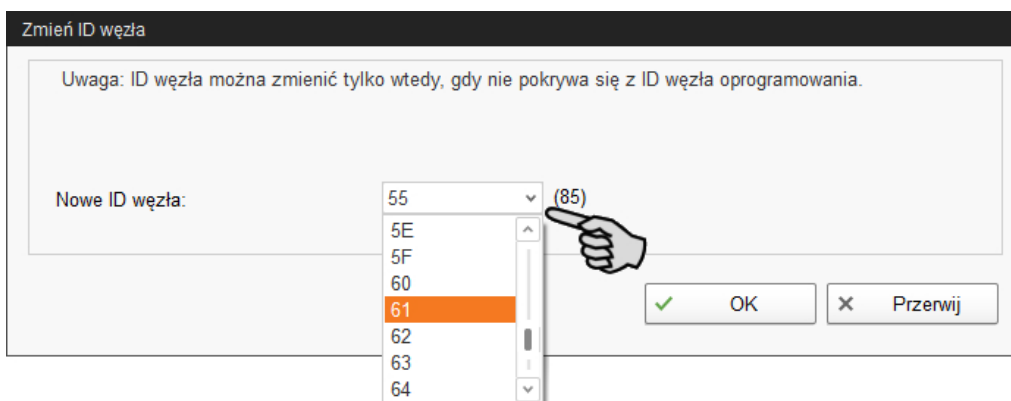 Zmień ID węzła
Uwaga: ID węzła można zmienić tylko wtedy, gdy nie pokrywa się z ID węzła oprogramowania.
Nowe ID węzła:
55
(85)
5E
5F
60
61
62
63
64
OK
Przerwij